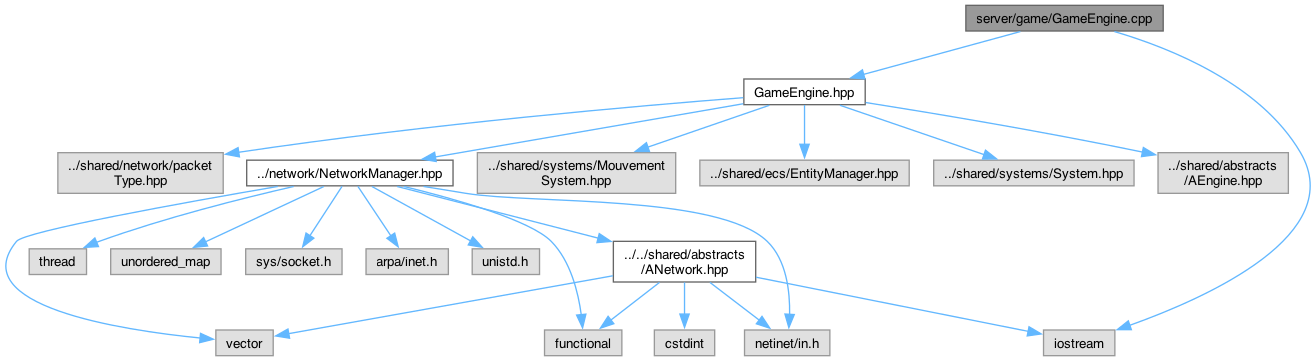 server/game/GameEngine.cpp
GameEngine.hpp
../shared/network/packet
Type.hpp
../network/NetworkManager.hpp
../shared/systems/Mouvement
System.hpp
../shared/ecs/EntityManager.hpp
../shared/systems/System.hpp
../shared/abstracts
/AEngine.hpp
thread
unordered_map
sys/socket.h
arpa/inet.h
unistd.h
../../shared/abstracts
/ANetwork.hpp
vector
functional
cstdint
netinet/in.h
iostream